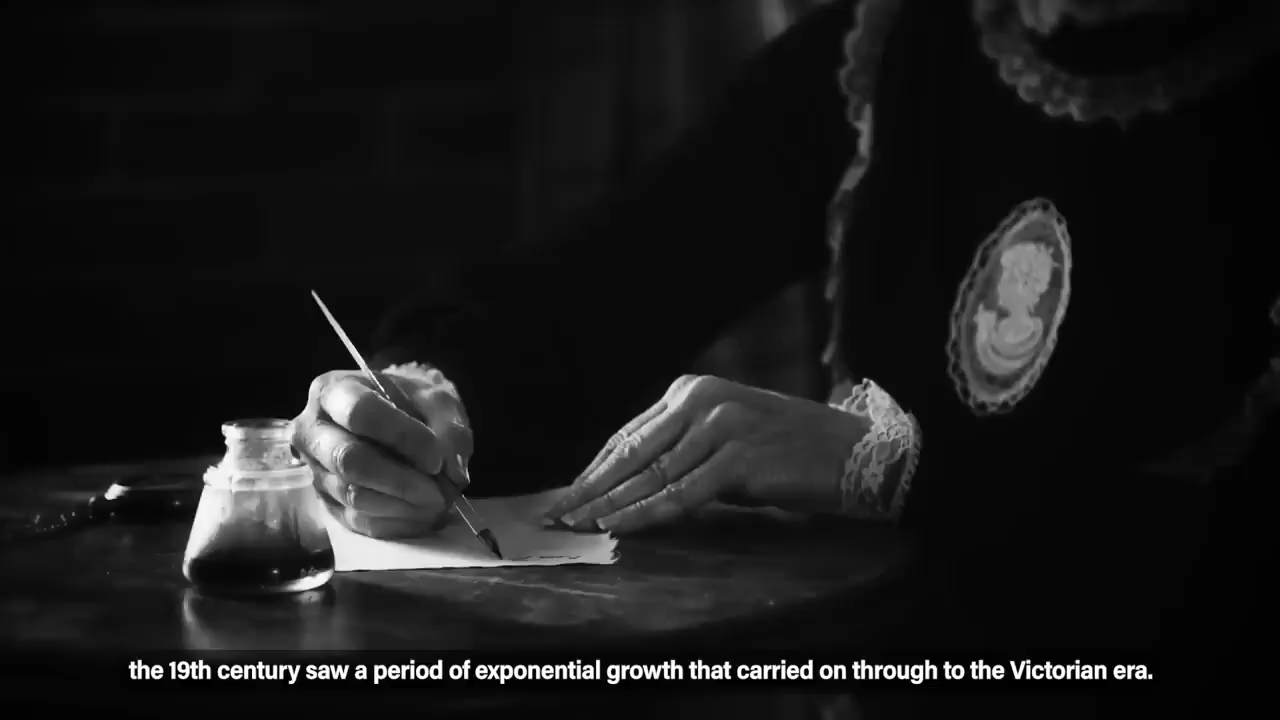 the 19th century saw a period of exponential growth that carried on through to the Victorian era.